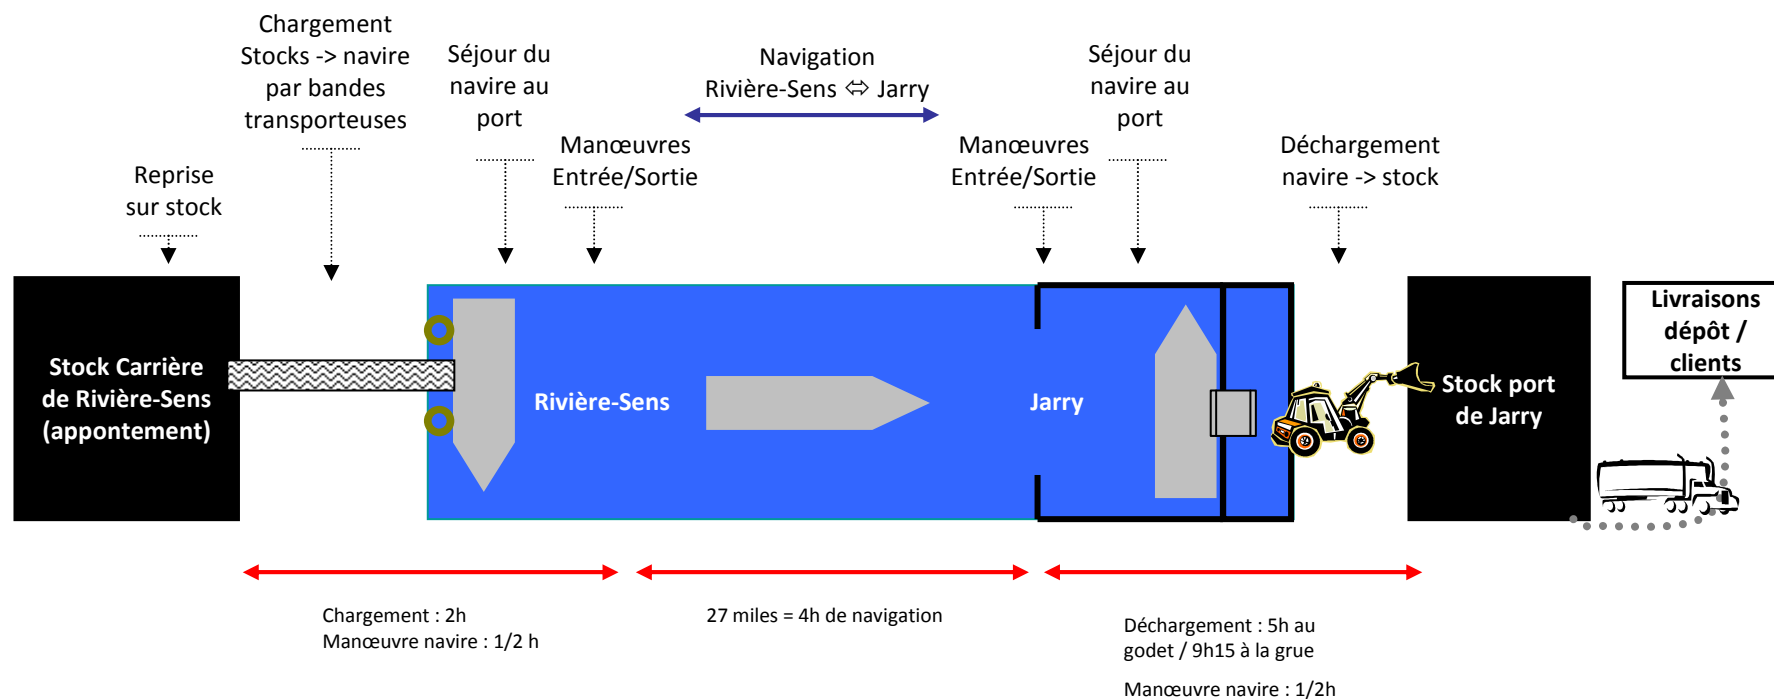 Chargement
Stocks -> navire
par bandes
transporteuses
Séjour du
navire au
port
Navigation
Rivière-Sens ⇔ Jarry
Séjour du
navire au
port
Reprise
sur stock
Manœuvres
Entrée/Sortie
Manœuvres
Entrée/Sortie
Déchargement
navire -> stock
Stock Carrière
de Rivière-Sens
(appontement)
Rivière-Sens
Jarry
Stock port
de Jarry
Livraisons
dépôt /
clients
Chargement : 2h
Manœuvre navire : 1/2 h
27 miles = 4h de navigation
Déchargement : 5h au
godet / 9h15 à la grue
Manœuvre navire : 1/2h